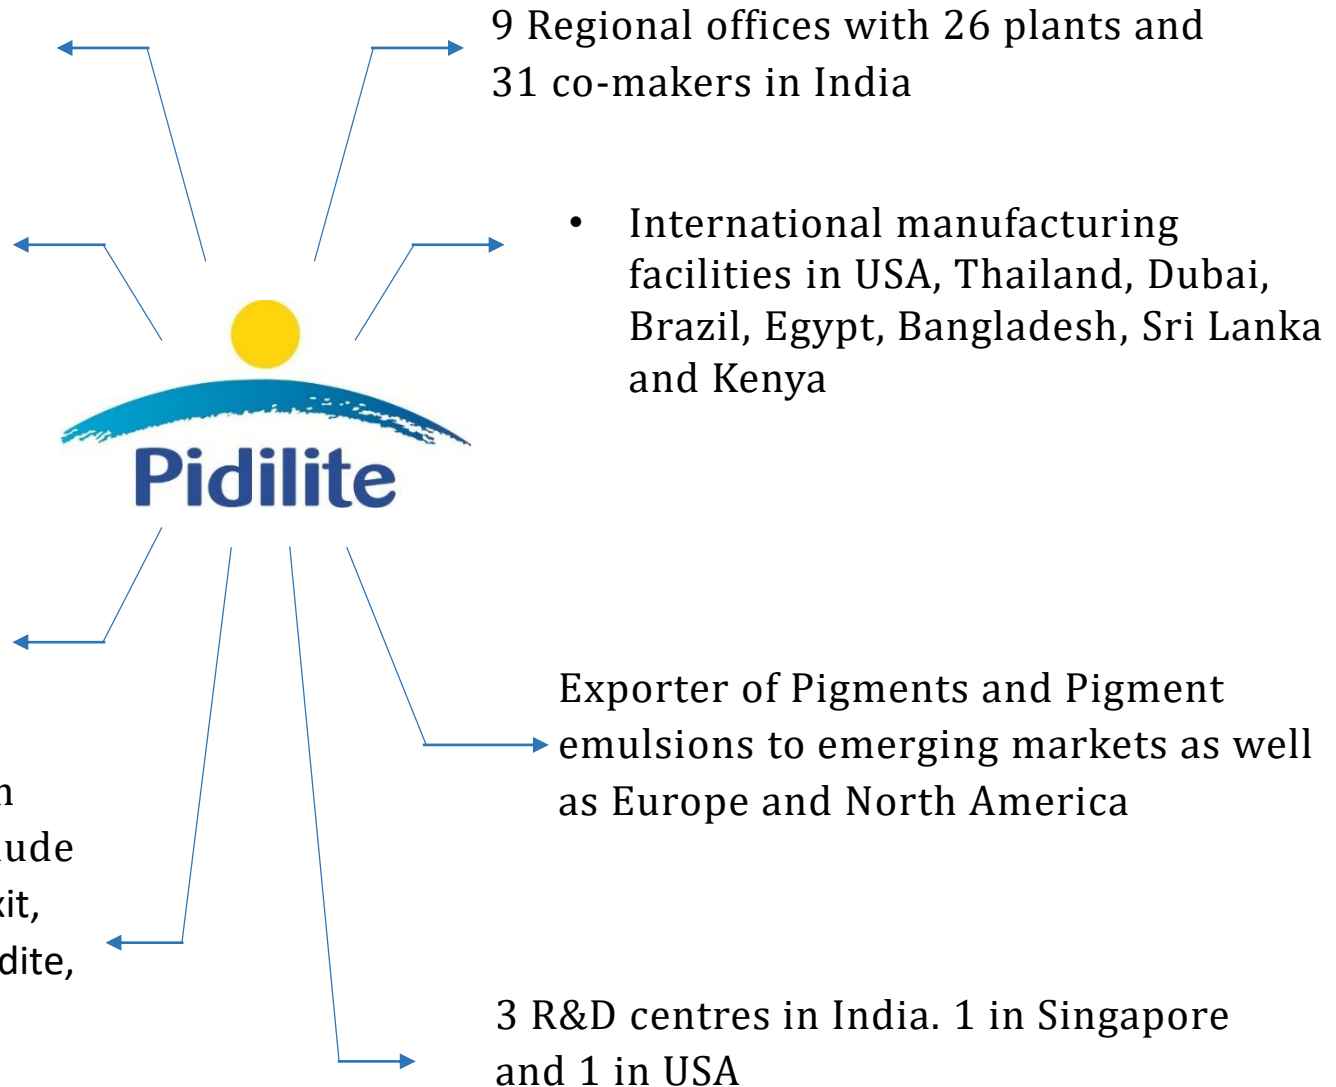 9 Regional offices with 26 plants and
31 co-makers in India
• International manufacturing
facilities in USA, Thailand, Dubai,
Brazil, Egypt, Bangladesh, Sri Lanka
and Kenya
Pidilite
Exporter of Pigments and Pigment
emulsions to emerging markets as well
as Europe and North America
3 R&D centres in India. 1 in Singapore
and 1 in USA